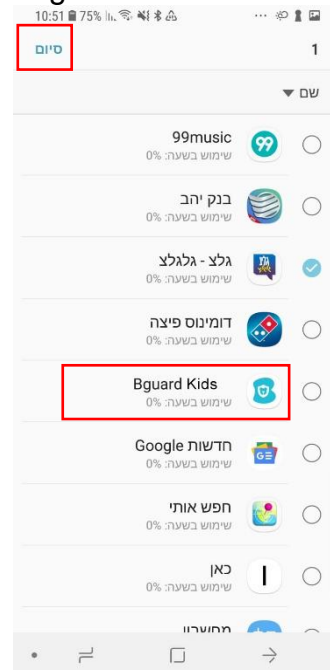 10:51 75%
סיום
1
שם
99music
שימוש בשעה: 0%
בנק יהב
שימוש בשעה: 0%
גלצ - גלגלצ
שימוש בשעה: 0%
דומינוס פיצה
שימוש בשעה: 0%
Bguard Kids
שימוש בשעה: 0%
חדשות Google
שימוש בשעה: 0%
חפש אותי
שימוש בשעה: 0%
כאן
שימוש בשעה: 0%